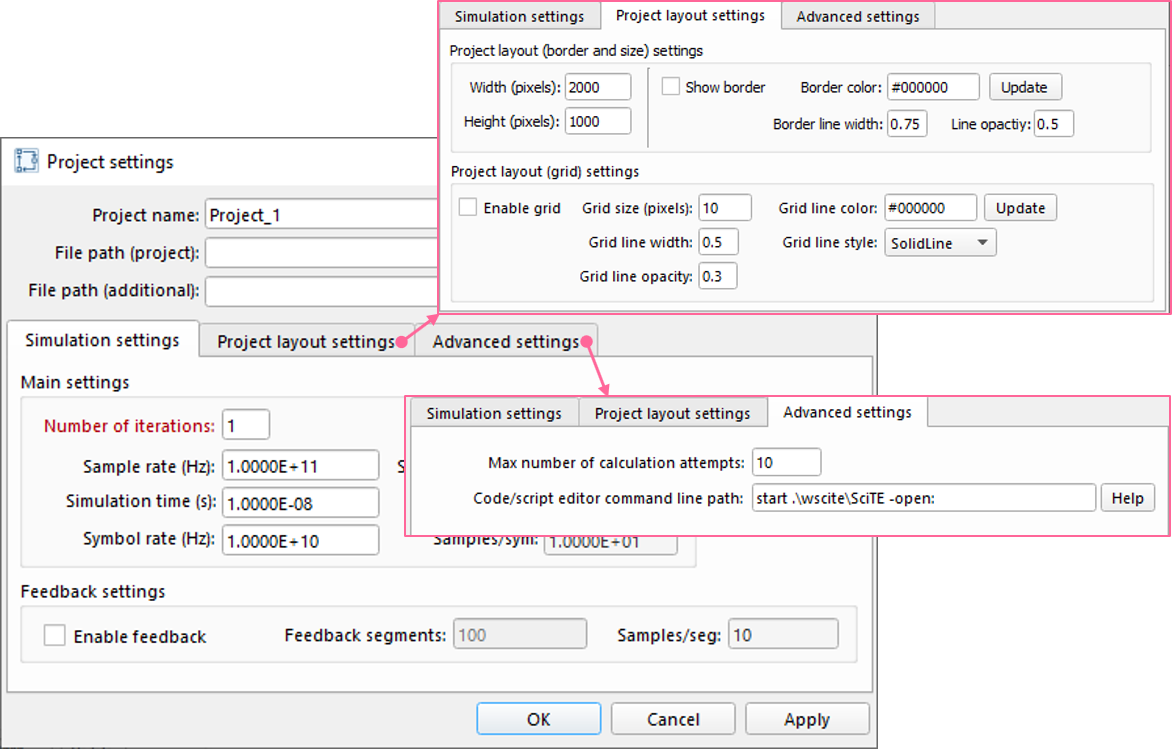 Simulation settings Project layout settings Advanced settings
Project layout (border and size) settings
Width (pixels): 2000 Show border Border color: #000000 Update
Height (pixels): 1000 Border line width: 0.75 Line opactiy: 0.5
Project layout (grid) settings
Enable grid Grid size (pixels): 10 Grid line color: #000000 Update
Grid line width: 0.5 Grid line style: SolidLine
Grid line opacity: 0.3
Project settings
Project name: Project_1
File path (project):
File path (additional):
Simulation settings Project layout settings Advanced settings
Main settings
Number of iterations: 1
Sample rate (Hz): 1.0000E+11
Simulation time (s): 1.0000E-08
Symbol rate (Hz): 1.0000E+10 Samples/sym: 1.0000E+01
Simulation settings Project layout settings Advanced settings
Max number of calculation attempts: 10
Code/script editor command line path: start .\wscite\SciTE -open: Help
Feedback settings
Enable feedback Feedback segments: 100 Samples/seg: 10
OK Cancel Apply